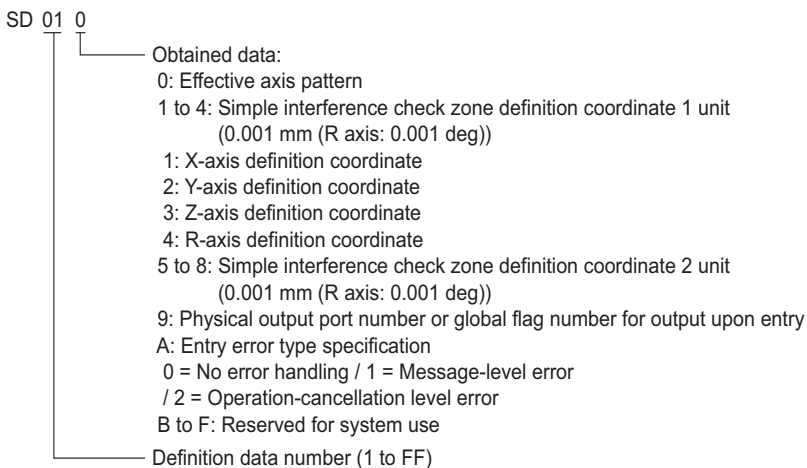 SD 01 0
Obtained data:
0: Effective axis pattern
1 to 4: Simple interference check zone definition coordinate 1 unit
(0.001 mm (R axis: 0.001 deg))
1: X-axis definition coordinate
2: Y-axis definition coordinate
3: Z-axis definition coordinate
4: R-axis definition coordinate
5 to 8: Simple interference check zone definition coordinate 2 unit
(0.001 mm (R axis: 0.001 deg))
9: Physical output port number or global flag number for output upon entry
A: Entry error type specification
0 = No error handling / 1 = Message-level error
/ 2 = Operation-cancellation level error
B to F: Reserved for system use
Definition data number (1 to FF)